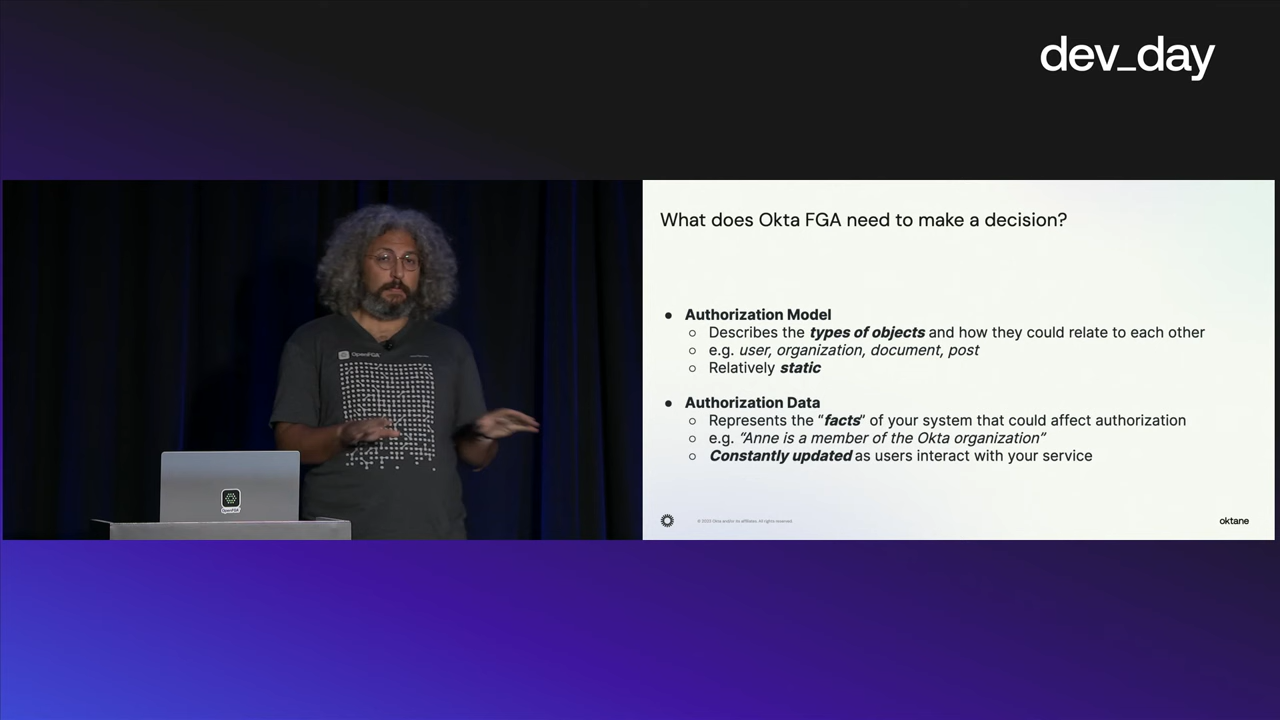 dev_day
What does Okta FGA need to make a decision?
● Authorization Model
○ Describes the types of objects and how they could relate to each other
○ e.g. user, organization, document, post
○ Relatively static
● Authorization Data
○ Represents the “facts” of your system that could affect authorization
○ e.g. “Anne is a member of the Okta organization”
○ Constantly updated as users interact with your service
OpenFGA
OpenFGA
oktane